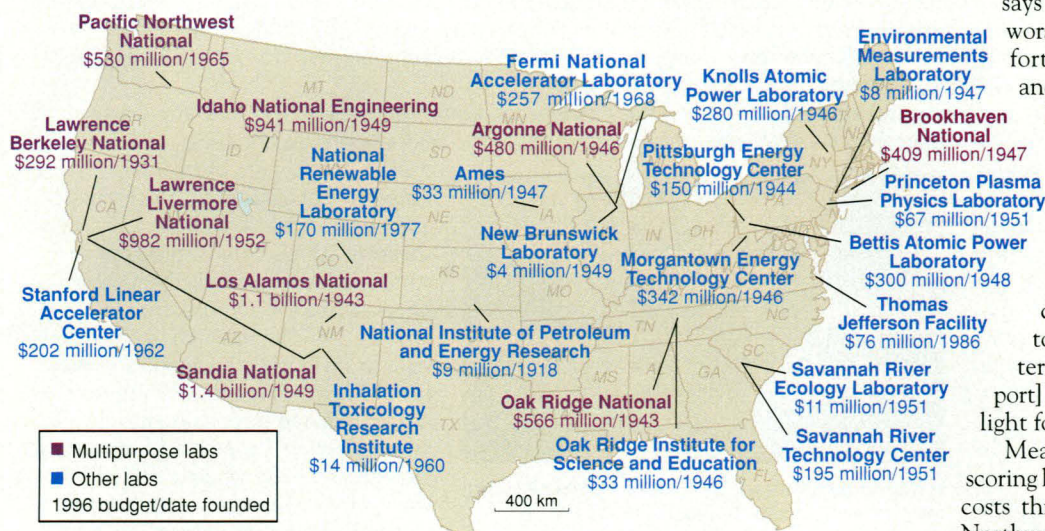 Pacific Northwest
National
$530 million/1965
Idaho National Engineering
$941 million/1949
Lawrence
Berkeley National
$292 million/1931
Lawrence
Livermore
National
$982 million/1952
Stanford Linear
Accelerator
Center
$202 million/1962
National
Renewable
Energy
Laboratory
$170 million/1977
Los Alamos National
$1.1 billion/1943
Sandia National
$1.4 billion/1949
Inhalation
Toxicology
Research
Institute
$14 million/1960
National Institute of Petroleum
and Energy Research
$9 million/1918
Fermi National
Accelerator Laboratory
$257 million/1968
Argonne National
$480 million/1946
Ames
$33 million/1947
New Brunswick
Laboratory
$4 million/1949
Knolls Atomic
Power Laboratory
$280 million/1946
Pittsburgh Energy
Technology Center
$150 million/1944
Morgantown Energy
Technology Center
$342 million/1946
Environmental
Measurements
Laboratory
$8 million/1947
Brookhaven
National
$409 million/1947
Princeton Plasma
Physics Laboratory
$67 million/1951
Bettis Atomic Power
Laboratory
$300 million/1948
Thomas
Jefferson Facility
$76 million/1986
Savannah River
Ecology Laboratory
$11 million/1951
Savannah River
Technology Center
$195 million/1951
Oak Ridge National
$566 million/1943
Oak Ridge Institute for
Science and Education
$33 million/1946
MT
ND
MN
OR
ID
SD
CA
NE
IA
UT
CO
KS
MO
IN
OH
PA
NY
NH
NJ
AZ
NM
TX
MS
AL
GA
TN
NC
SC
FL
Multipurpose labs
Other labs
1996 budget/date founded
400 km
says
wors
fort
an
c
to
ter
port]
light fo
Mea
scoring l
costs th